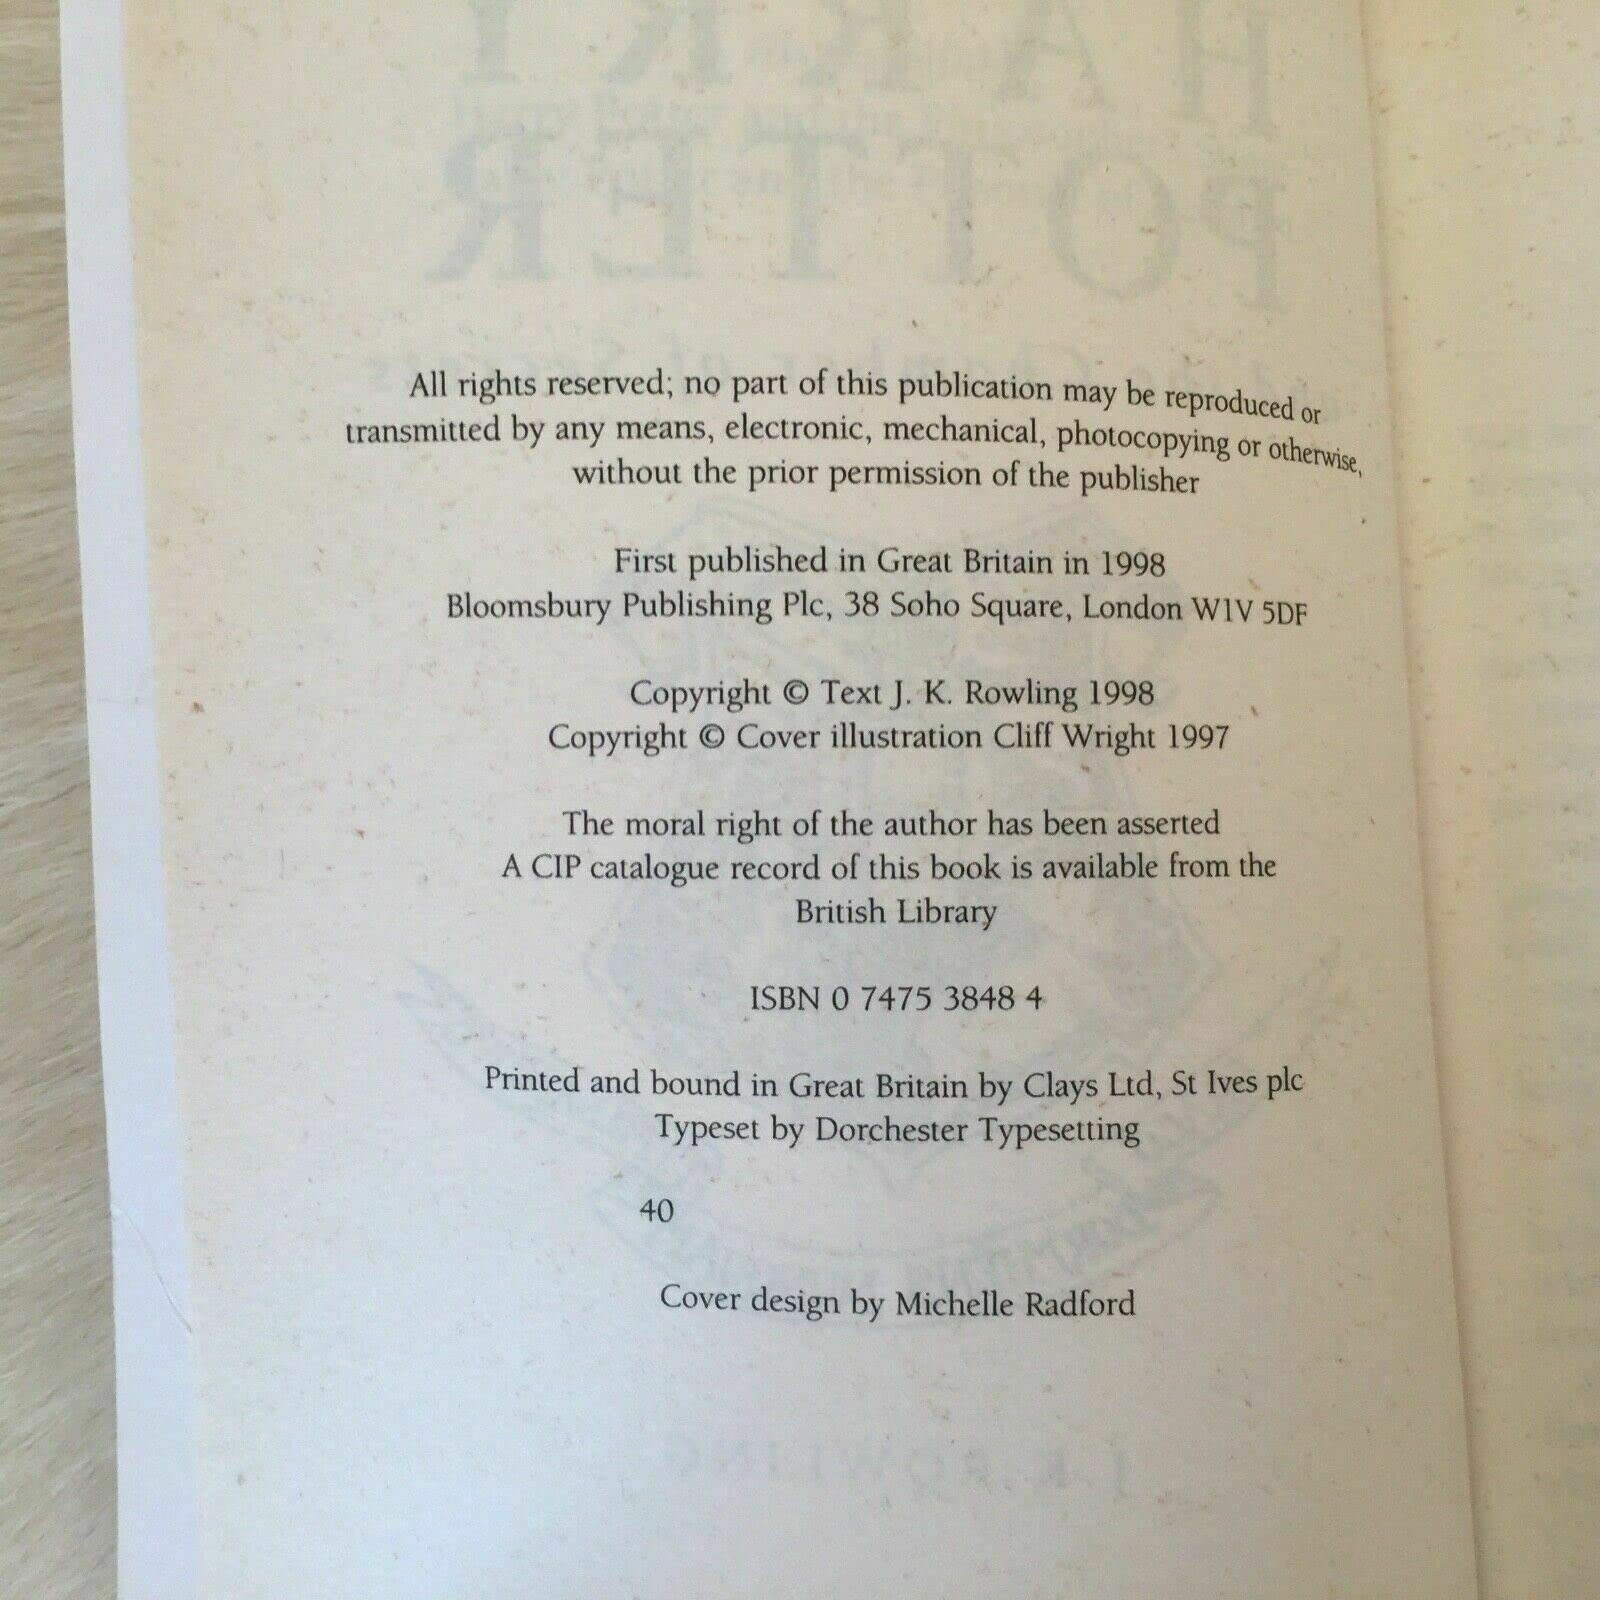 HARRY
POTTER
All rights reserved; no part of this publication may be reproduced or
transmitted by any means, electronic, mechanical, photocopying or otherwise,
without the prior permission of the publisher
First published in Great Britain in 1998
Bloomsbury Publishing Plc, 38 Soho Square, London W1V 5DF
Copyright © Text J. K. Rowling 1998
Copyright © Cover illustration Cliff Wright 1997
The moral right of the author has been asserted
A CIP catalogue record of this book is available from the
British Library
ISBN 0 7475 3848 4
Printed and bound in Great Britain by Clays Ltd, St Ives plc
Typeset by Dorchester Typesetting
40
Cover design by Michelle Radford
J. K. ROWLING